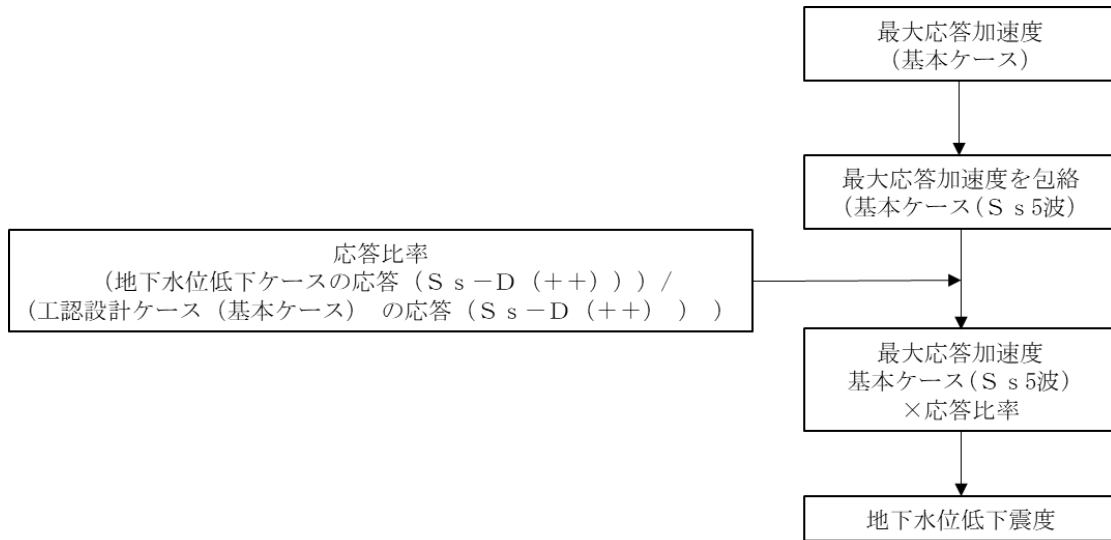 最大応答加速度
（基本ケース）
最大応答加速度を包絡
（基本ケース（Ｓｓ5波）
応答比率
（地下水位低下ケースの応答（Ｓｓ－Ｄ（＋＋）））／
（工認設計ケース（基本ケース） の応答（Ｓｓ－Ｄ（＋＋） ） ）
最大応答加速度
基本ケース（Ｓｓ5波）
×応答比率
地下水位低下震度